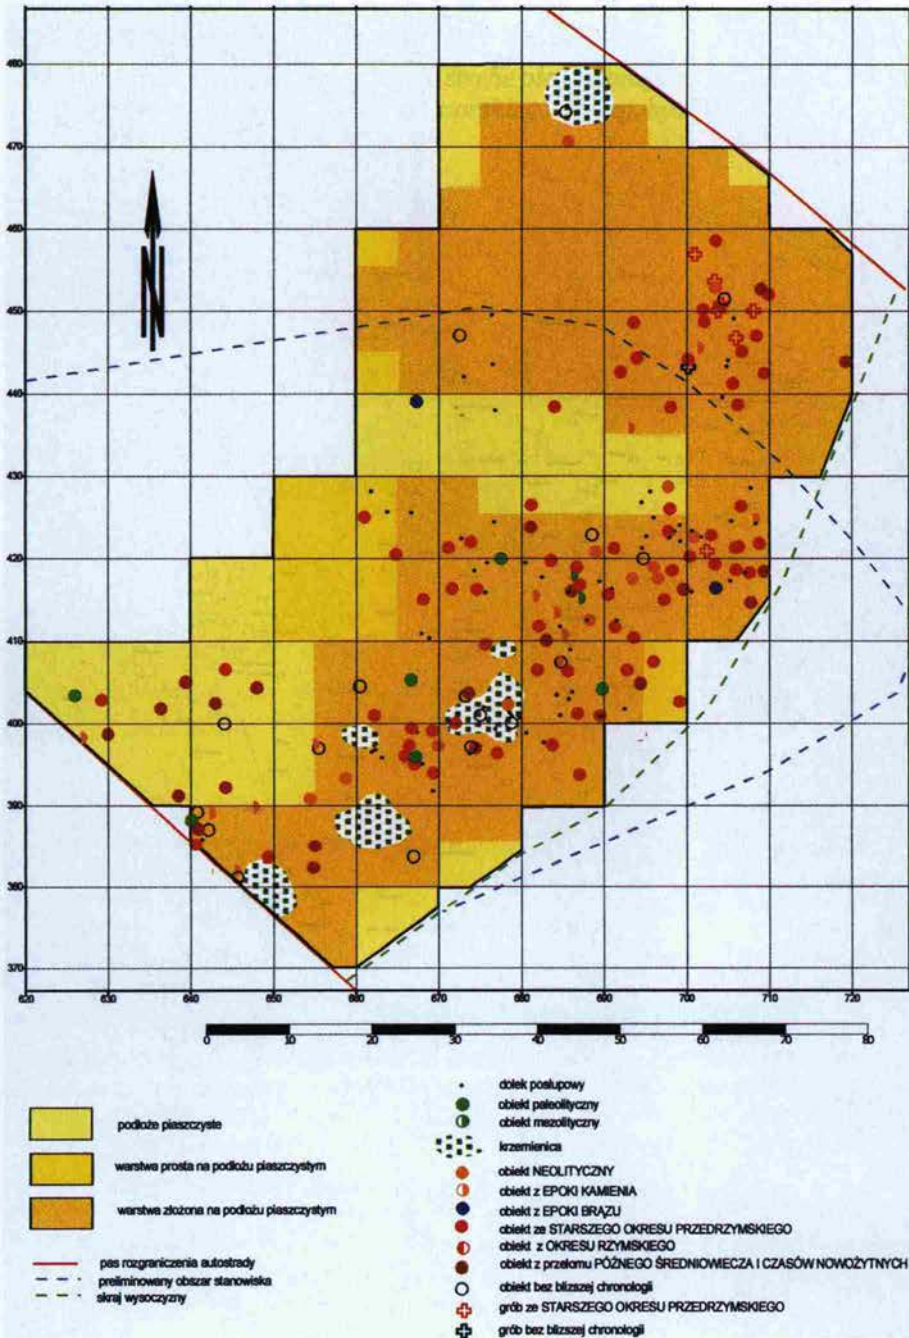 480
470
460
450
440
430
420
410
400
390
380
370
620 630 640 650 660 670 680 690 700 710 720
0 10 20 30 40 50 60 70 80
podłoże piaszczyste
warstwa prosta na podłożu piaszczystym
warstwa złożona na podłożu piaszczystym
pas rozgraniczenia autostrady
preliminowany obszar stanowiska
skraj wysoczyzny
dołek posłupowy
obiekt paleolityczny
obiekt mezolityczny
krzemienica
obiekt NEOLITYCZNY
obiekt z EPOKI KAMIENIA
obiekt z EPOKI BRĄZU
obiekt ze STARSZEGO OKRESU PRZEDRZYMSKIEGO
obiekt z OKRESU RZYMSKIEGO
obiekt z przełomu PÓŹNEGO ŚREDNIOWIECZA I CZASÓW NOWOŻYTNYCH
obiekt bez bliższej chronologii
grób ze STARSZEGO OKRESU PRZEDRZYMSKIEGO
grób bez bliższej chronologii